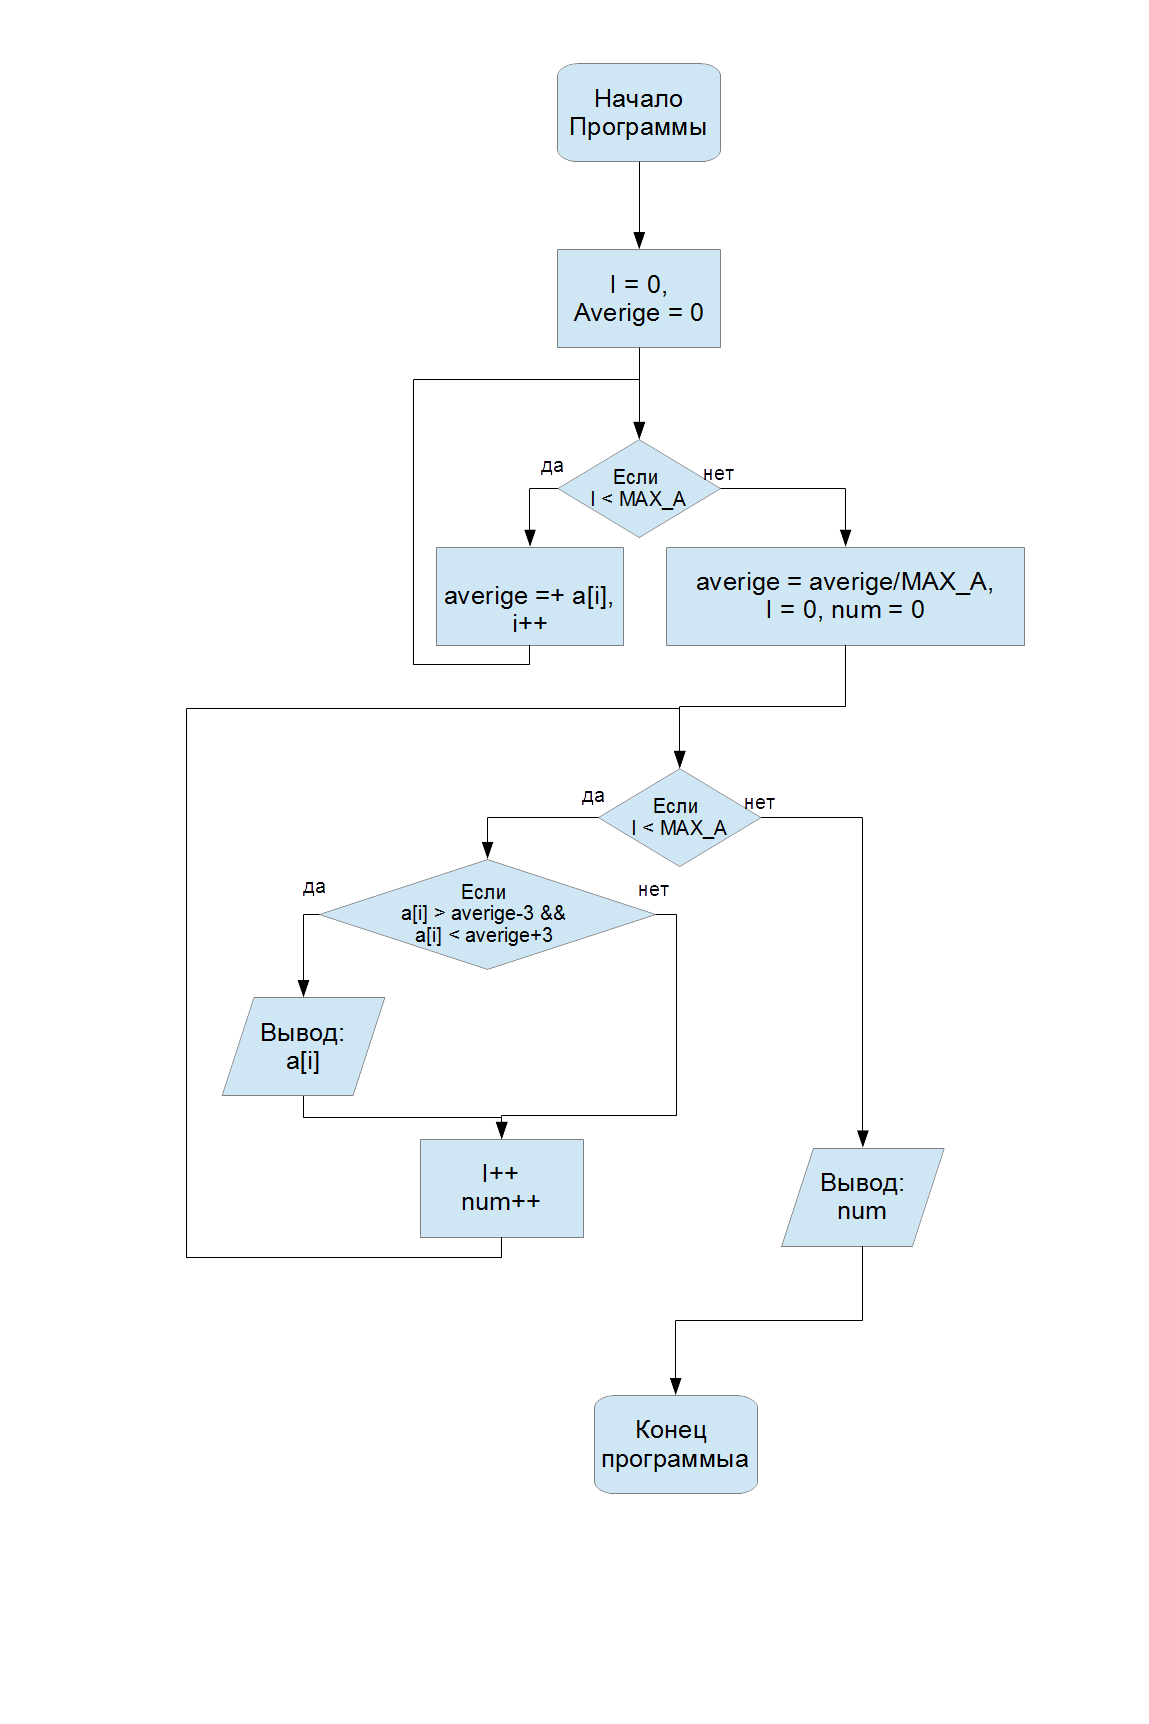 Начало
Программы
I = 0,
Averige = 0
да
нет
Если
I < MAX_A
averige =+ a[i],
i++
averige = averige/MAX_A,
I = 0, num = 0
да
нет
Если
I < MAX_A
да
нет
Если
a[i] > averige-3 &&
a[i] < averige+3
Вывод:
a[i]
I++
num++
Вывод:
num
Конец
программыа